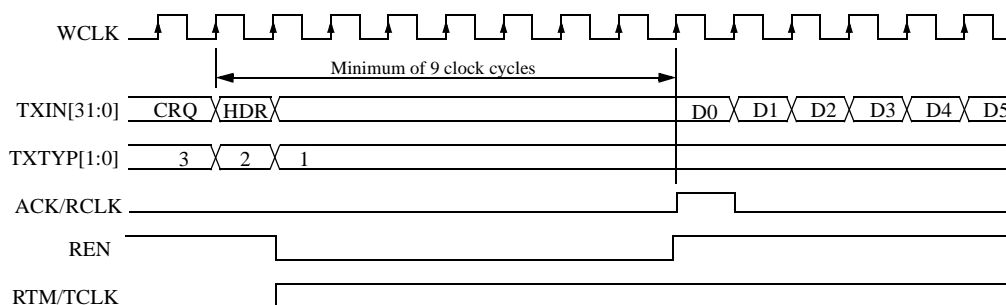 WCLK
Minimum of 9 clock cycles
TXIN[31:0] CRQ HDR D0 D1 D2 D3 D4 D5
TXTYP[1:0] 3 2 1
ACK/RCLK
REN
RTM/TCLK